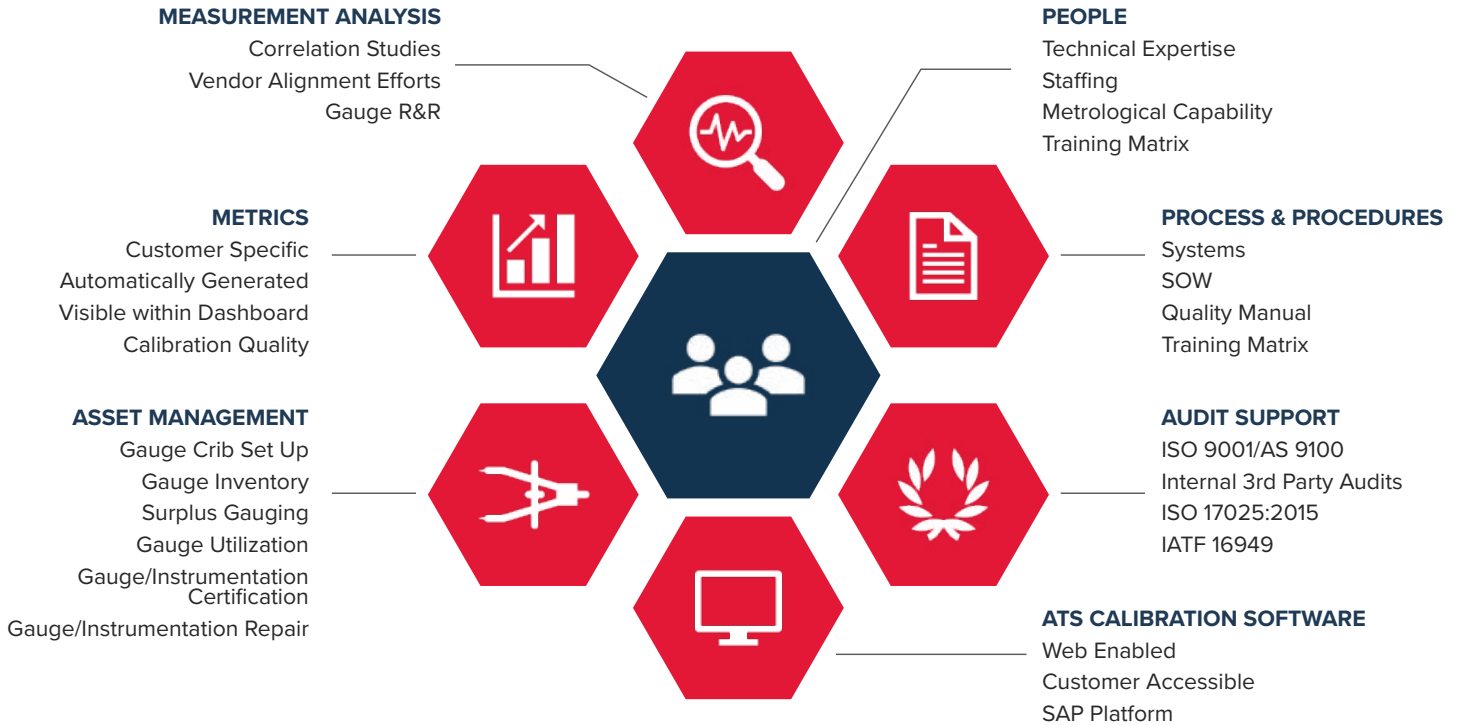 MEASUREMENT ANALYSIS
Correlation Studies
Vendor Alignment Efforts
Gauge R&R
PEOPLE
Technical Expertise
Staffing
Metrological Capability
Training Matrix
METRICS
Customer Specific
Automatically Generated
Visible within Dashboard
Calibration Quality
PROCESS & PROCEDURES
Systems
SOW
Quality Manual
Training Matrix
ASSET MANAGEMENT
Gauge Crib Set Up
Gauge Inventory
Surplus Gauging
Gauge Utilization
Gauge/Instrumentation
Certification
Gauge/Instrumentation Repair
AUDIT SUPPORT
ISO 9001/AS 9100
Internal 3rd Party Audits
ISO 17025:2015
IATF 16949
ATS CALIBRATION SOFTWARE
Web Enabled
Customer Accessible
SAP Platform